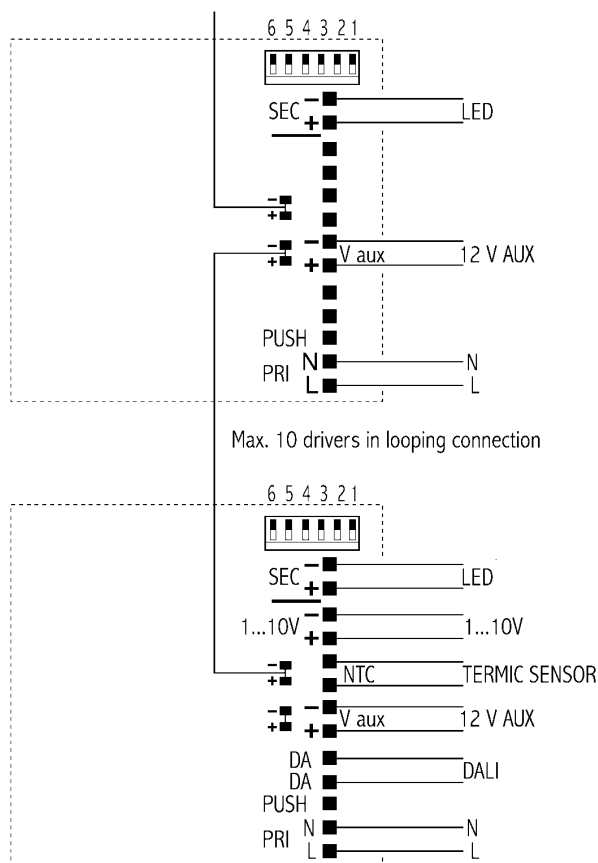 6 5 4 3 2 1
−
SEC
+
LED
−
+
−
+
− V aux
+
12 V AUX
PUSH
PRI
N N
L L
Max. 10 drivers in looping connection
6 5 4 3 2 1
−
SEC
+
LED
−
1...10V
+
1...10V
−
+
NTC TERMIC SENSOR
−
+
− V aux
+
12 V AUX
DA
DA
DALI
PUSH
PRI
N N
L L